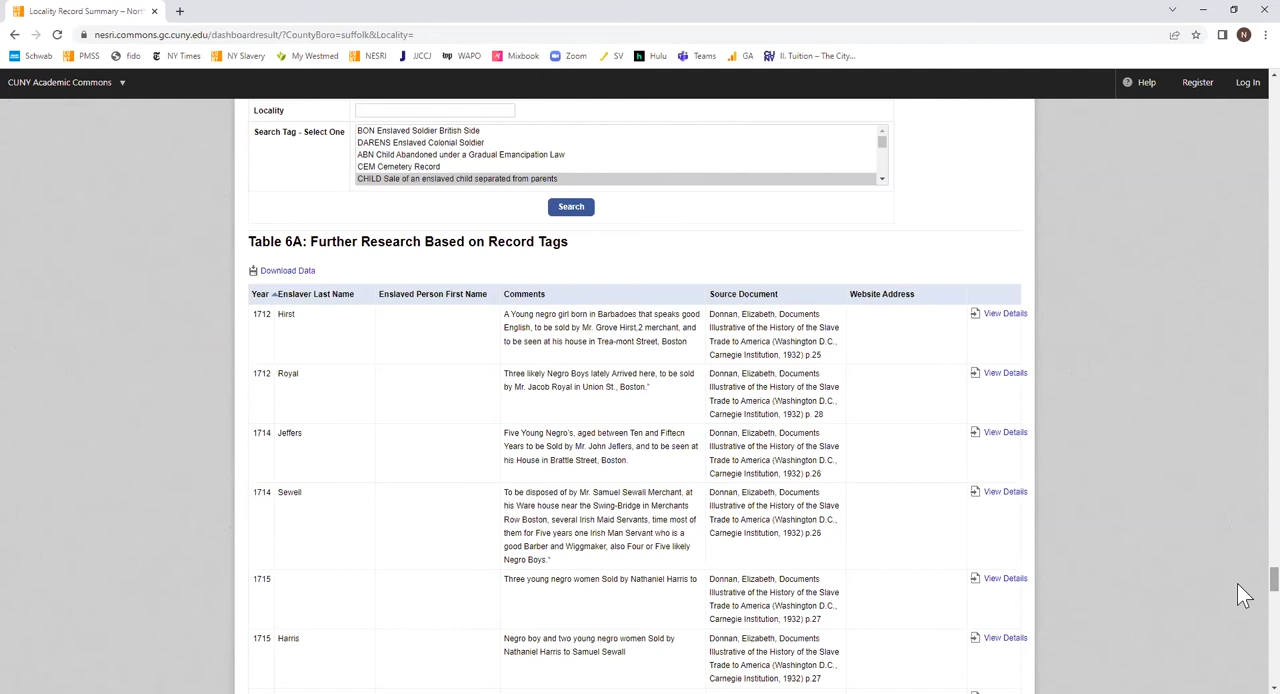 Locality Record Summary – Nor
nesri.commons.gc.cuny.edu/dashboardresult/?CountyBoro=suffolk&Locality=
N
Schwab PMSS fido NY Times NY Slavery My Westmed NESRI JJCCJ WAPO Mixbook Zoom SV Hulu Teams GA II. Tuition – The City...
CUNY Academic Commons
Help Register Log In
Locality
Search Tag - Select One
BON Enslaved Soldier British Side
DARENS Enslaved Colonial Soldier
ABN Child Abandoned under a Gradual Emancipation Law
CEM Cemetery Record
CHILD Sale of an enslaved child separated from parents
Search
Table 6A: Further Research Based on Record Tags
Download Data
Year Enslaver Last Name Enslaved Person First Name Comments Source Document Website Address
1712 Hirst A Young negro girl born in Barbadoes that speaks good Donnan, Elizabeth, Documents View Details
English, to be sold by Mr. Grove Hirst,2 merchant, and Illustrative of the History of the Slave
to be seen at his house in Trea-mont Street, Boston Trade to America (Washington D.C.,
Carnegie Institution, 1932) p.25
1712 Royal Three likely Negro Boys lately Arrived here, to be sold Donnan, Elizabeth, Documents View Details
by Mr. Jacob Royal in Union St., Boston.” Illustrative of the History of the Slave
Trade to America (Washington D.C.,
Carnegie Institution, 1932) p. 28
1714 Jeffers Five Young Negro's, aged between Ten and Fiftecn Donnan, Elizabeth, Documents View Details
Years to be Sold by Mr. John Jeflers, and to be seen at Illustrative of the History of the Slave
his House in Brattle Street, Boston. Trade to America (Washington D.C.,
Carnegie Institution, 1932) p.26
1714 Sewell To be disposed of by Mr. Samuel Sewali Merchant, at Donnan, Elizabeth, Documents View Details
his Ware house near the Swing-Bridge in Merchants Illustrative of the History of the Slave
Row Boston, several Irish Maid Servants, time most of Trade to America (Washington D.C.,
them for Five years one Irish Man Servant who is a Carnegie Institution, 1932) p.26
good Barber and Wiggmaker, also Four or Five likely
Negro Boys.”
1715 Three young negro women Sold by Nathaniel Harris to Donnan, Elizabeth, Documents View Details
Illustrative of the History of the Slave
Trade to America (Washington D.C.,
Carnegie Institution, 1932) p.27
1715 Harris Negro boy and two young negro women Sold by Donnan, Elizabeth, Documents View Details
Nathaniel Harris to Samuel Sewall Illustrative of the History of the Slave
Trade to America (Washington D.C.,
Carnegie Institution, 1932) p.27